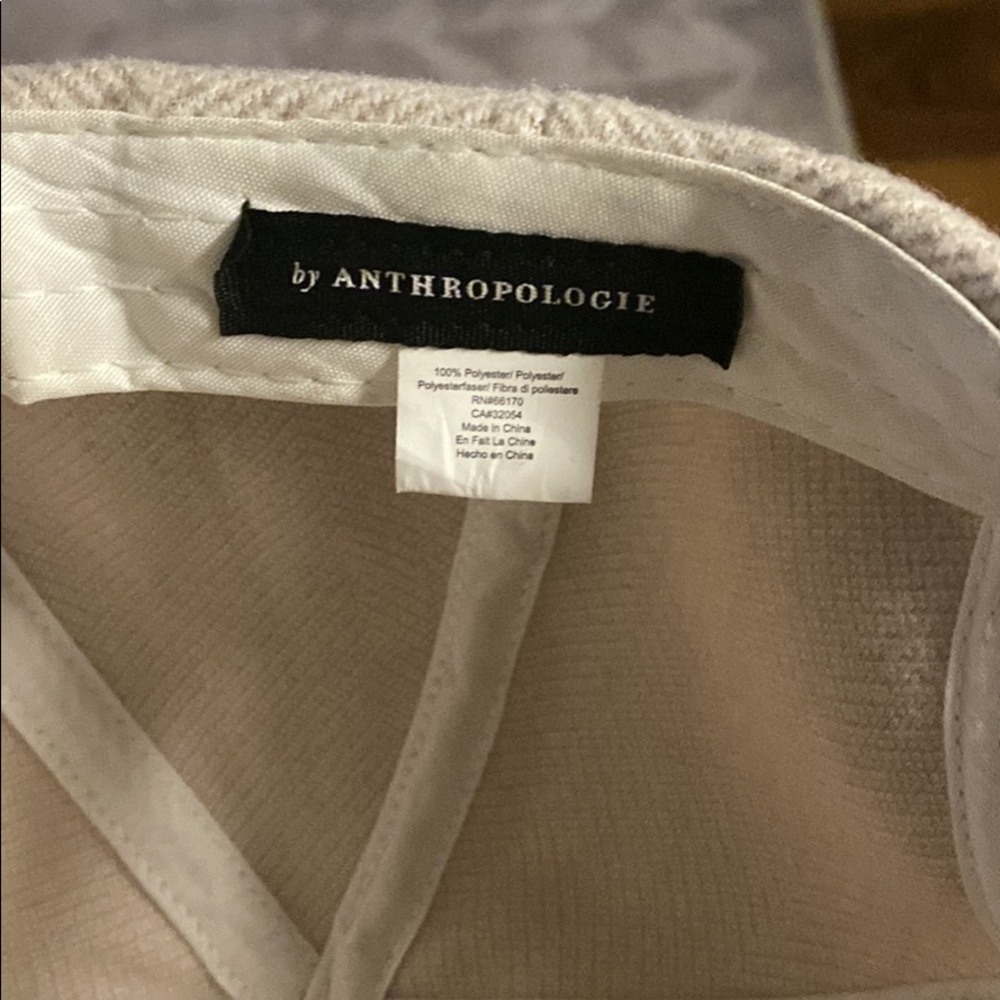 by ANTHROPOLOGIE
100% Polyester/ Polyester/
Polyesterfaser/ Fibra di poliestere
RN#66170
CA#32054
Made in China
En Fait La Chine
Hecho en China